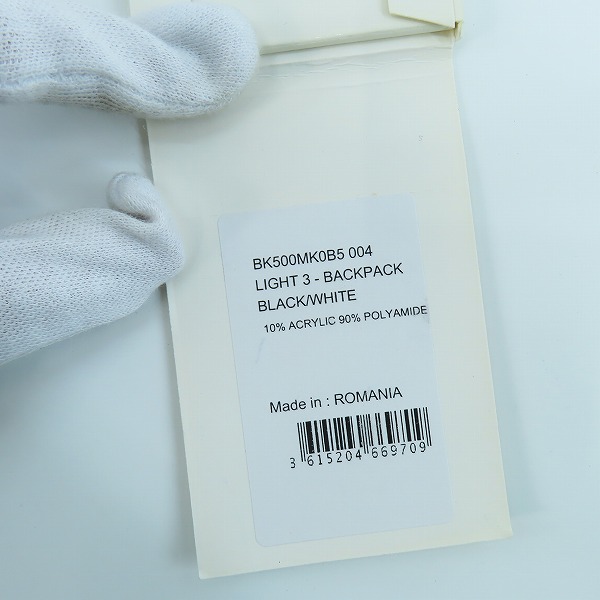 BK500MK0B5 004
LIGHT 3 - BACKPACK
BLACK/WHITE
10% ACRYLIC 90% POLYAMIDE
Made in : ROMANIA
3 615204 669709